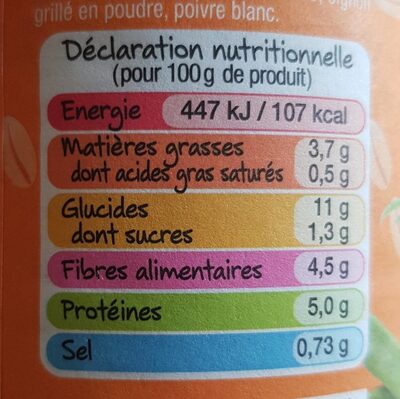 grillé en poudre, poivre blanc.
Déclaration nutritionnelle
(pour 100g de produit)
Energie 447 kJ / 107 kcal
Matières grasses 3,7 g
dont acides gras saturés 0,5 g
Glucides 11 g
dont sucres 1,3 g
Fibres alimentaires 4,5 g
Protéines 5,0 g
Sel 0,73 g